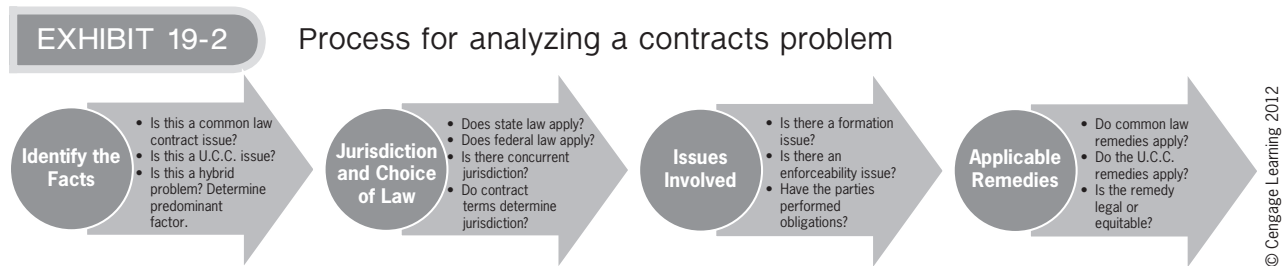 EXHIBIT 19-2
Process for analyzing a contracts problem
Identify the
Facts
• Is this a common law
contract issue?
• Is this a U.C.C. issue?
• Is this a hybrid
problem? Determine
predominant
factor.
Jurisdiction
and Choice
of Law
• Does state law apply?
• Does federal law apply?
• Is there concurrent
jurisdiction?
• Do contract
terms determine
jurisdiction?
Issues
Involved
• Is there a formation
issue?
• Is there an
enforceability issue?
• Have the parties
performed
obligations?
Applicable
Remedies
• Do common law
remedies apply?
• Do the U.C.C.
remedies apply?
• Is the remedy
legal or
equitable?
© Cengage Learning 2012